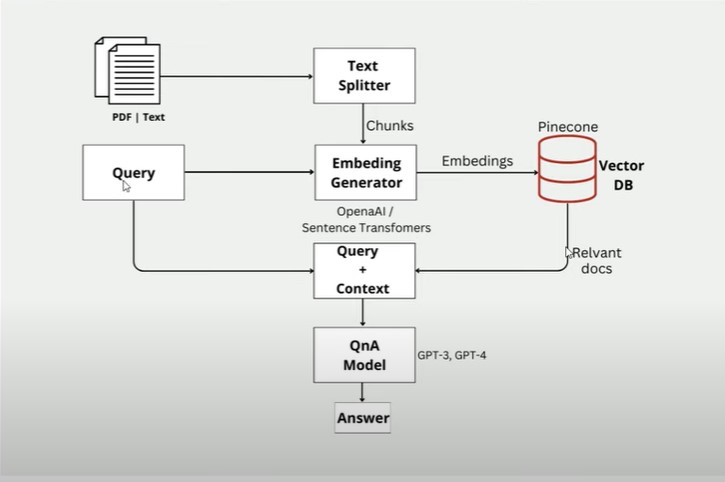 Text
Splitter
PDF | Text
Chunks
Pinecone
Query
Embeding
Generator
Embedings
Vector
DB
OpenaAI /
Sentence Transfomers
Query
+
Context
Relvant
docs
QnA
Model
GPT-3, GPT-4
Answer